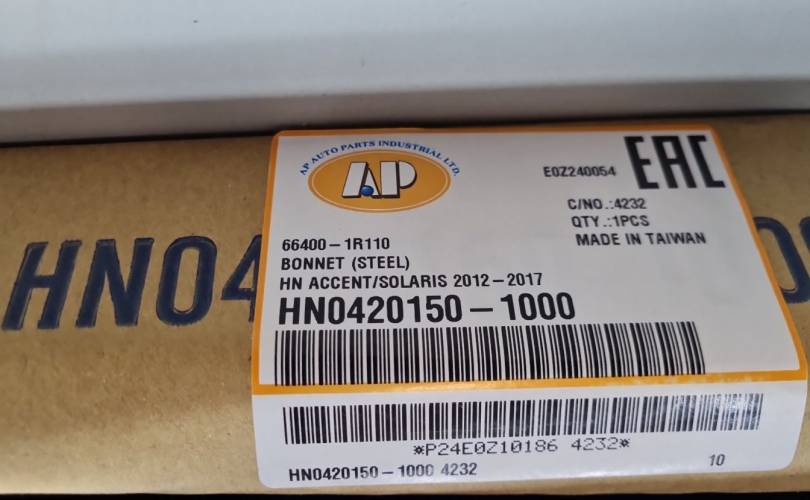 AP AUTO PARTS INDUSTRIAL LTD.
AP
EAC
E0Z240054
C/NO.:4232
QTY.:1PCS
MADE IN TAIWAN
66400-1R110
BONNET (STEEL)
HN ACCENT/SOLARIS 2012-2017
HN0420150-1000
HN04
*P24E0Z10186 4232*
HN0420150-1000 4232
10